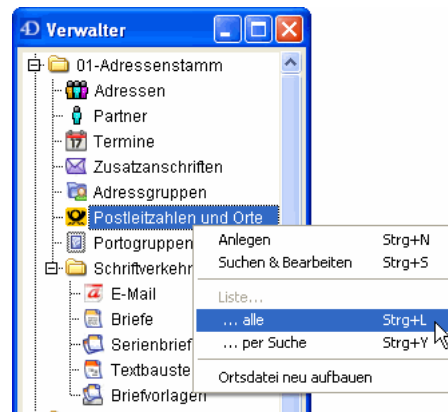 4D Verwalter
01-Adressenstamm
Adressen
Partner
17 Termine
Zusatzanschriften
Adressgruppen
Postleitzahlen und Orte
Portogruppen
Schriftverkehr
E-Mail
Briefe
Serienbrief
Textbauste
Briefvorlagen
Anlegen Strg+N
Suchen & Bearbeiten Strg+S
Liste...
... alle Strg+L
... per Suche Strg+Y
Ortsdatei neu aufbauen